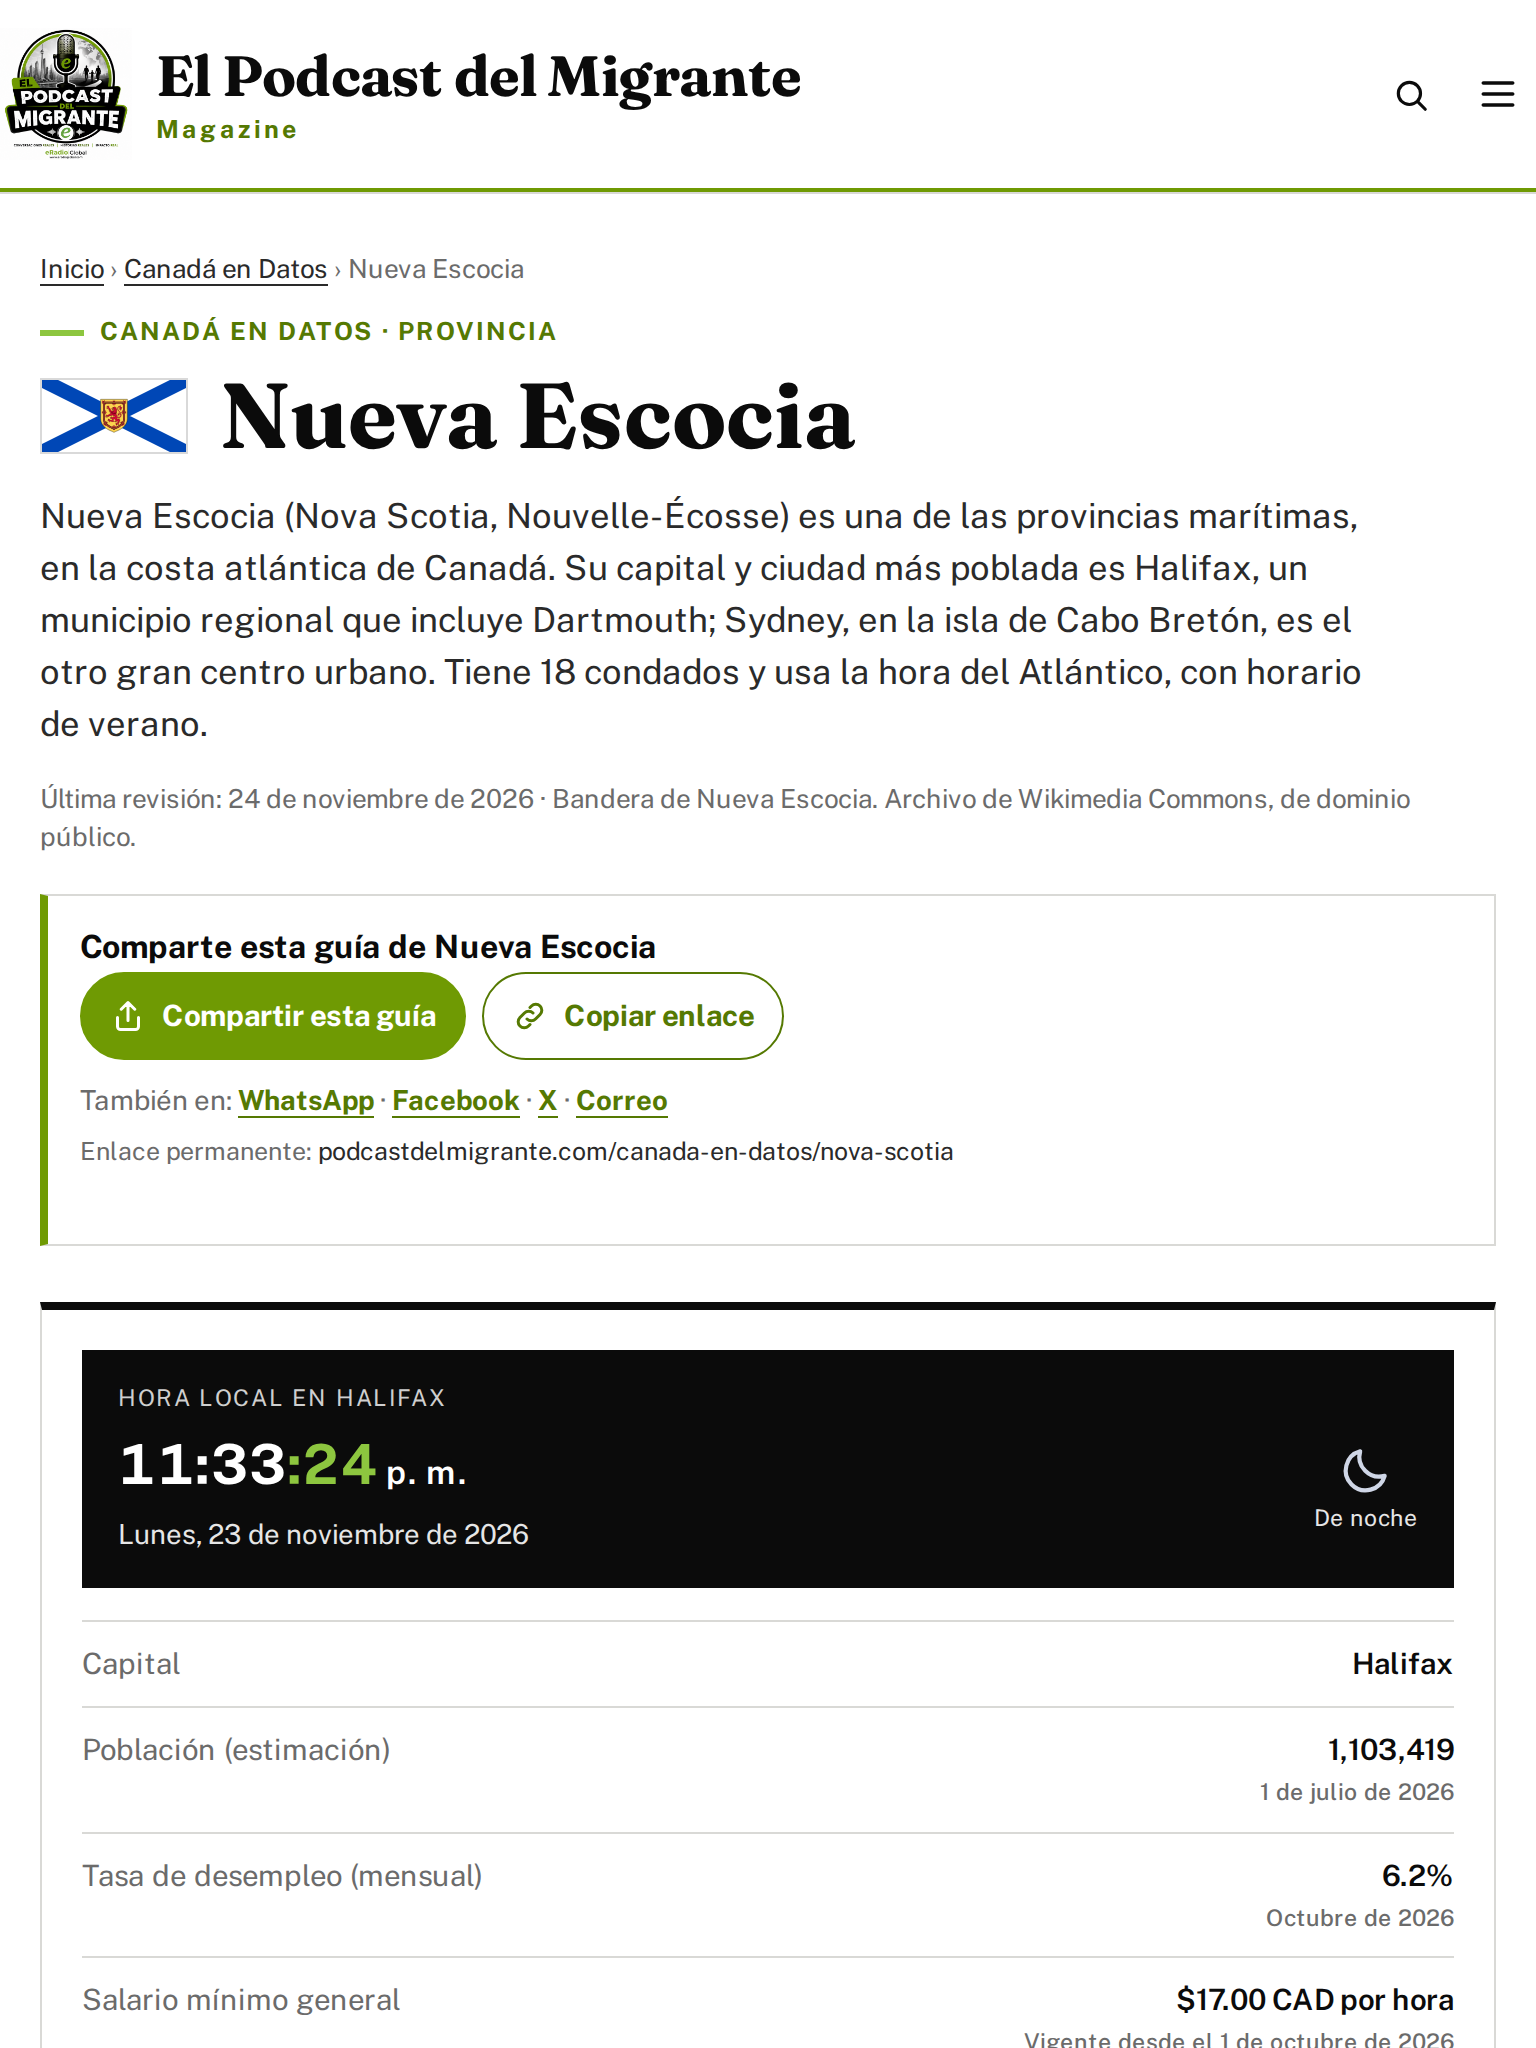 EL
PODCAST
DEL
MIGRANTE
eRadio Global
El Podcast del Migrante
Magazine
Inicio › Canadá en Datos › Nueva Escocia
CANADÁ EN DATOS · PROVINCIA
Nueva Escocia
Nueva Escocia (Nova Scotia, Nouvelle-Écosse) es una de las provincias marítimas,
en la costa atlántica de Canadá. Su capital y ciudad más poblada es Halifax, un
municipio regional que incluye Dartmouth; Sydney, en la isla de Cabo Bretón, es el
otro gran centro urbano. Tiene 18 condados y usa la hora del Atlántico, con horario
de verano.
Última revisión: 24 de noviembre de 2026 · Bandera de Nueva Escocia. Archivo de Wikimedia Commons, de dominio
público.
Comparte esta guía de Nueva Escocia
Compartir esta guía
Copiar enlace
También en: WhatsApp · Facebook · X · Correo
Enlace permanente: podcastdelmigrante.com/canada-en-datos/nova-scotia
HORA LOCAL EN HALIFAX
11:33:24 p. m.
De noche
Lunes, 23 de noviembre de 2026
Capital
Halifax
Población (estimación)
1,103,419
1 de julio de 2026
Tasa de desempleo (mensual)
6.2%
Octubre de 2026
Salario mínimo general
$17.00 CAD por hora
Vigente desde el 1 de octubre de 2026